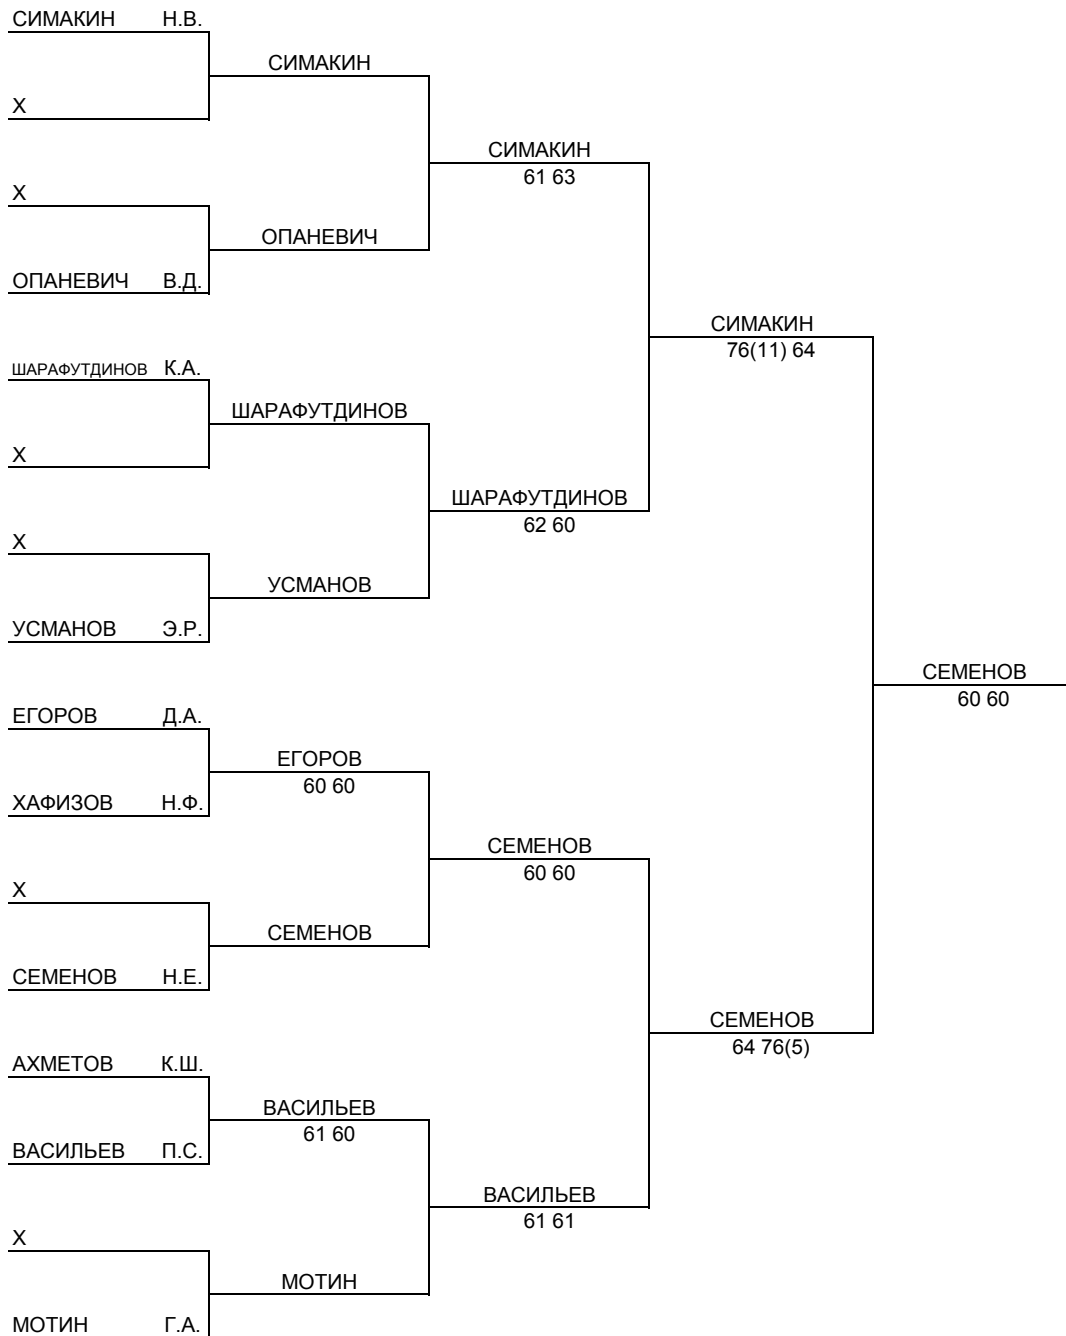 СИМАКИН Н.В.
СИМАКИН
Х
СИМАКИН
61 63
Х
ОПАНЕВИЧ
ОПАНЕВИЧ В.Д.
СИМАКИН
76(11) 64
ШАРАФУТДИНОВ К.А.
ШАРАФУТДИНОВ
Х
ШАРАФУТДИНОВ
62 60
Х
УСМАНОВ
УСМАНОВ Э.Р.
СЕМЕНОВ
60 60
ЕГОРОВ Д.А.
ЕГОРОВ
60 60
ХАФИЗОВ Н.Ф.
СЕМЕНОВ
60 60
Х
СЕМЕНОВ
СЕМЕНОВ Н.Е.
СЕМЕНОВ
64 76(5)
АХМЕТОВ К.Ш.
ВАСИЛЬЕВ
61 60
ВАСИЛЬЕВ П.С.
ВАСИЛЬЕВ
61 61
Х
МОТИН
МОТИН Г.А.